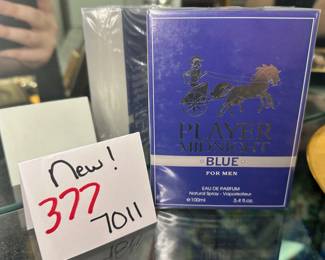 New!
377
7011
PLAYER
MIDNIGHT
BLUE
FOR MEN
EAU DE PARFUM
Natural Spray - Vaporisateur
℮100ml 3.4 fl.oz.